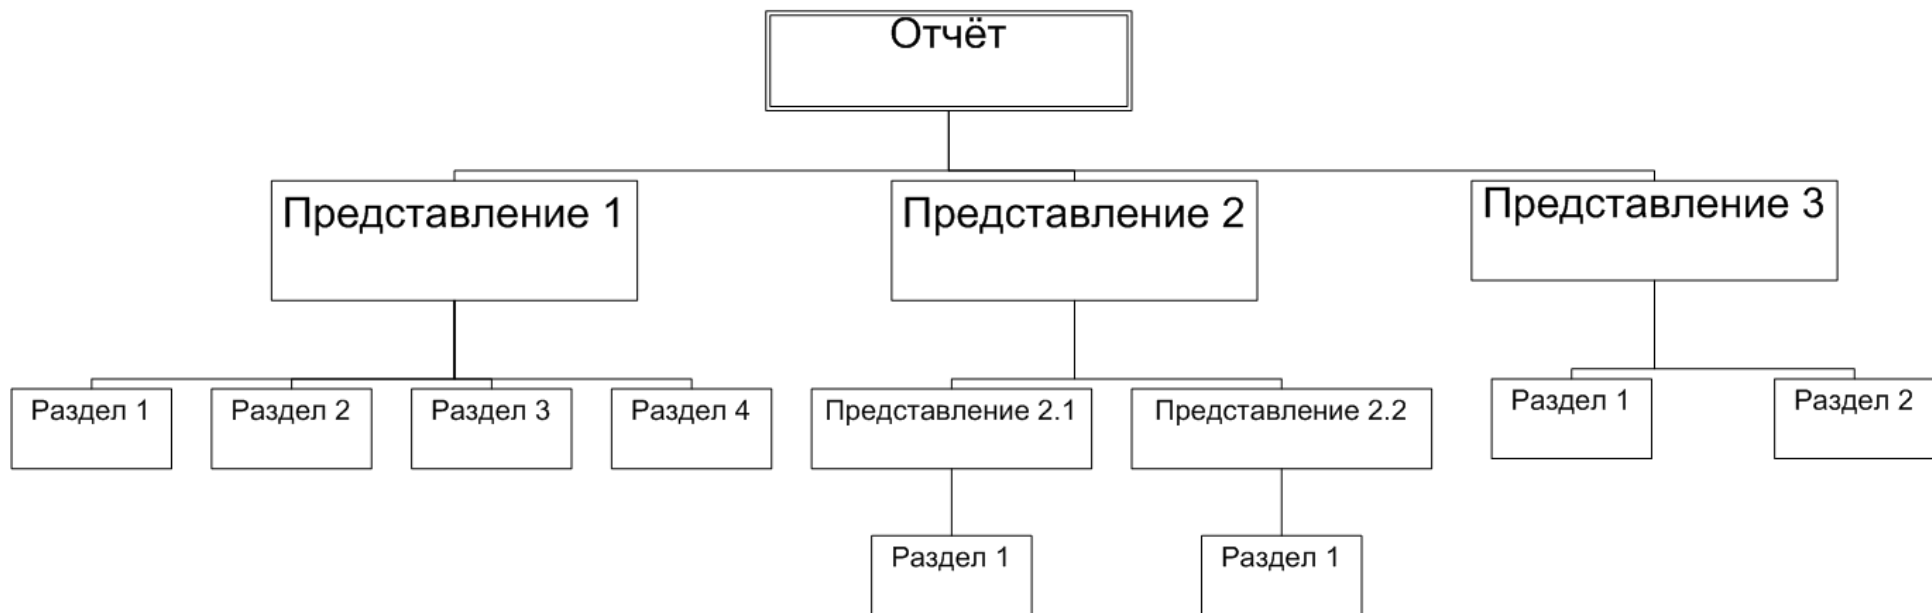 Отчёт
Представление 1
Представление 2
Представление 3
Раздел 1
Раздел 2
Раздел 3
Раздел 4
Представление 2.1
Представление 2.2
Раздел 1
Раздел 2
Раздел 1
Раздел 1